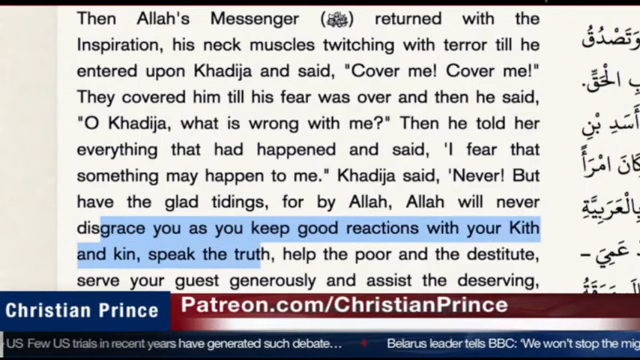 Then Allah's Messenger (ﷺ) returned with the
Inspiration, his neck muscles twitching with terror till he
entered upon Khadija and said, "Cover me! Cover me!"
They covered him till his fear was over and then he said,
"O Khadija, what is wrong with me?" Then he told her
everything that had happened and said, 'I fear that
something may happen to me." Khadija said, 'Never! But
have the glad tidings, for by Allah, Allah will never
disgrace you as you keep good reactions with your Kith
and kin, speak the truth, help the poor and the destitute,
serve your guest generously and assist the deserving,
وَتَصْدُقُ
الْحَقِّ.
أَسَدِ بْنِ
كَانَ امْرَأً
بِالْعَرَبِيَّةِ
عَمِيَ ـ
Christian Prince
Patreon.com/ChristianPrince
US Few US trials in recent years have generated such debate… Belarus leader tells BBC: 'We won't stop the mig